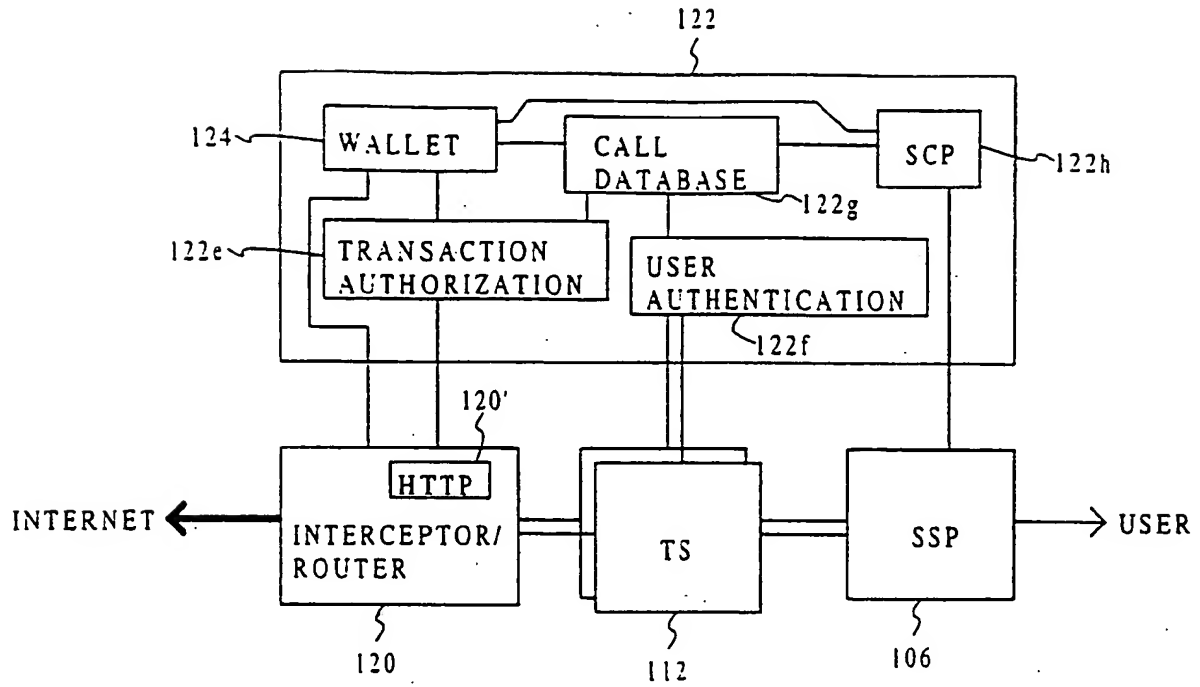 122
124
WALLET
CALL
DATABASE
SCP
122h
122g
122e
TRANSACTION
AUTHORIZATION
USER
AUTHENTICATION
122f
120'
HTTP
INTERNET
INTERCEPTOR/
ROUTER
TS
SSP
USER
120
112
106